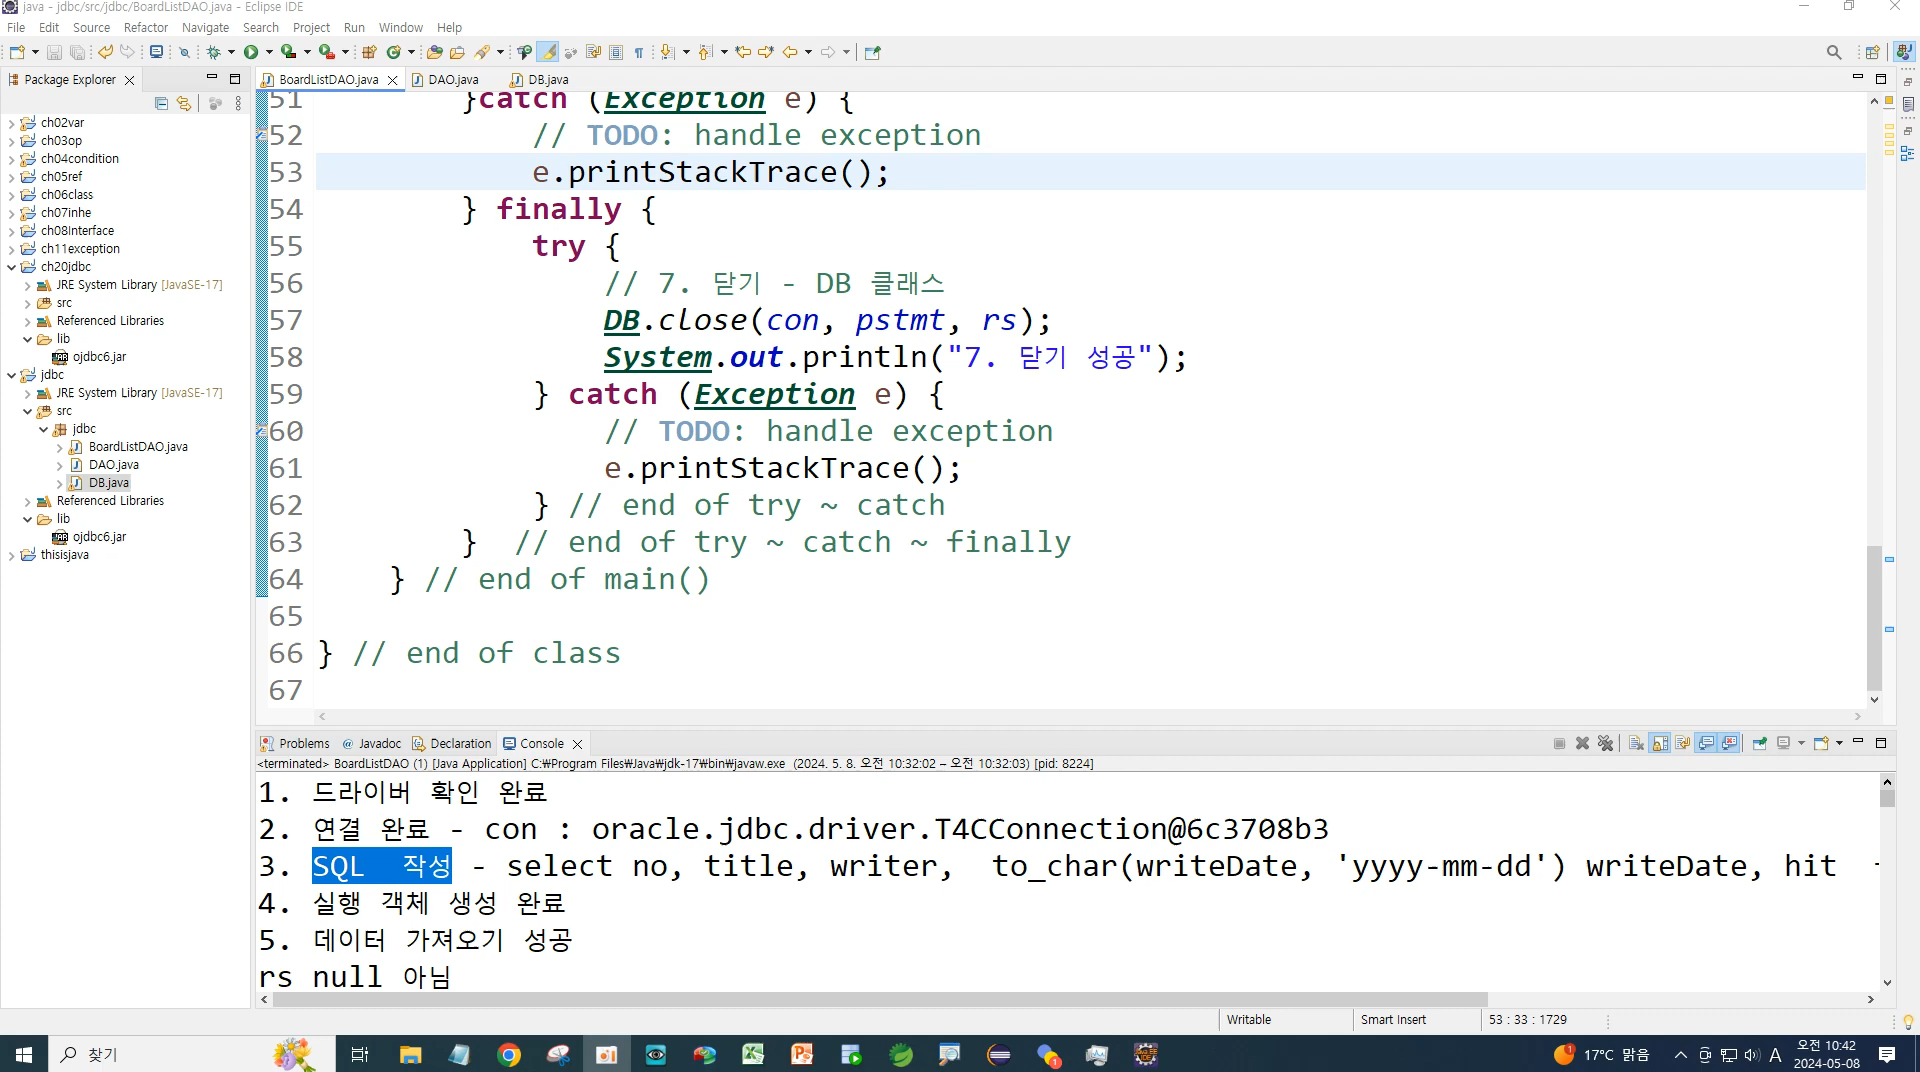 java - jdbc/src/jdbc/BoardListDAO.java - Eclipse IDE
File Edit Source Refactor Navigate Search Project Run Window Help
Package Explorer
ch02var
ch03op
ch04condition
ch05ref
ch06class
ch07inhe
ch08Interface
ch11exception
ch20jdbc
JRE System Library [JavaSE-17]
src
Referenced Libraries
lib
ojdbc6.jar
jdbc
JRE System Library [JavaSE-17]
src
jdbc
BoardListDAO.java
DAO.java
DB.java
Referenced Libraries
lib
ojdbc6.jar
thisisjava
BoardListDAO.java DAO.java DB.java
51 }catch (Exception e) {
52 // TODO: handle exception
53 e.printStackTrace();
54 } finally {
55 try {
56 // 7. 닫기 - DB 클래스
57 DB.close(con, pstmt, rs);
58 System.out.println("7. 닫기 성공");
59 } catch (Exception e) {
60 // TODO: handle exception
61 e.printStackTrace();
62 } // end of try ~ catch
63 } // end of try ~ catch ~ finally
64 } // end of main()
65
66 } // end of class
67
Problems @ Javadoc Declaration Console
<terminated> BoardListDAO (1) [Java Application] C:₩Program Files₩Java₩jdk-17₩bin₩javaw.exe (2024. 5. 8. 오전 10:32:02 – 오전 10:32:03) [pid: 8224]
1. 드라이버 확인 완료
2. 연결 완료 - con : oracle.jdbc.driver.T4CConnection@6c3708b3
3. SQL 작성 - select no, title, writer, to_char(writeDate, 'yyyy-mm-dd') writeDate, hit
4. 실행 객체 생성 완료
5. 데이터 가져오기 성공
rs null 아님
Writable Smart Insert 53 : 33 : 1729
찾기
17°C 맑음
A
오전 10:42
2024-05-08